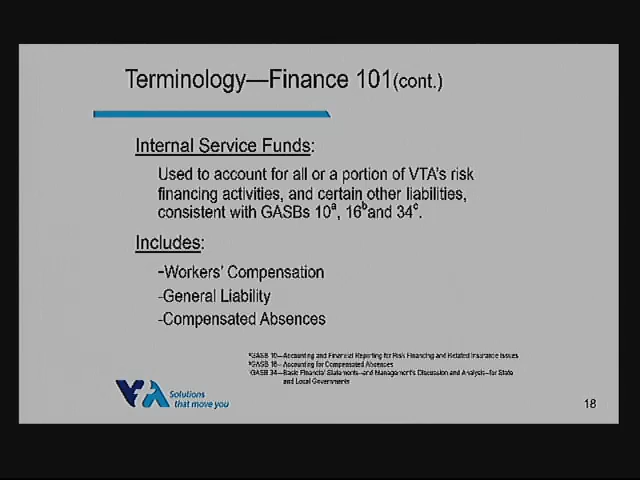 Terminology—Finance 101(cont.)
Internal Service Funds:
Used to account for all or a portion of VTA's risk
financing activities, and certain other liabilities,
consistent with GASBs 10a, 16b and 34c.
Includes:
-Workers' Compensation
-General Liability
-Compensated Absences
aGASB 10—Accounting and Financial Reporting for Risk Financing and Related Insurance Issues
bGASB 16—Accounting for Compensated Absences
cGASB 34—Basic Financial Statements—and Management's Discussion and Analysis—for State
and Local Governments
VTA
Solutions
that move you
18